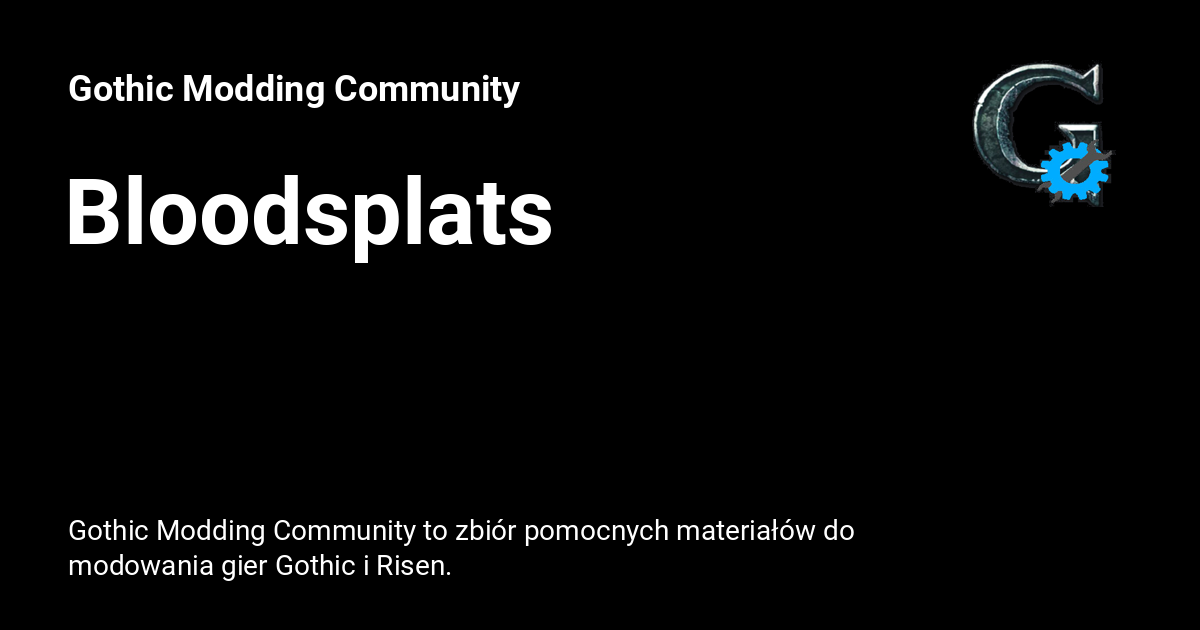 Gothic Modding Community
Bloodsplats
Gothic Modding Community to zbiór pomocnych materiałów do
modowania gier Gothic i Risen.